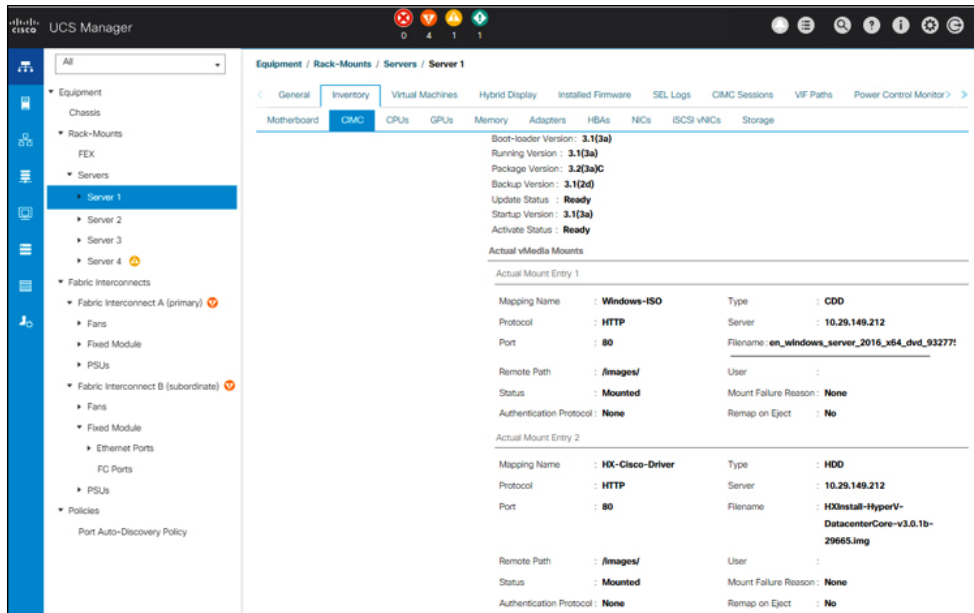 cisco UCS Manager
0 4 1 1
All
Equipment
Chassis
Rack-Mounts
FEX
Servers
Server 1
Server 2
Server 3
Server 4
Fabric Interconnects
Fabric Interconnect A (primary)
Fans
Fixed Module
PSUs
Fabric Interconnect B (subordinate)
Fans
Fixed Module
Ethernet Ports
FC Ports
PSUs
Policies
Port Auto-Discovery Policy
Equipment / Rack-Mounts / Servers / Server 1
General Inventory Virtual Machines Hybrid Display Installed Firmware SEL Logs CIMC Sessions VIF Paths Power Control Monitor
Motherboard CIMC CPUs GPUs Memory Adapters HBAs NICs iSCSI vNICs Storage
Boot-loader Version : 3.1(3a)
Running Version : 3.1(3a)
Package Version : 3.2(3a)C
Backup Version : 3.1(2d)
Update Status : Ready
Startup Version : 3.1(3a)
Activate Status : Ready
Actual vMedia Mounts
Actual Mount Entry 1
Mapping Name : Windows-ISO Type : CDD
Protocol : HTTP Server : 10.29.149.212
Port : 80 Filename : en_windows_server_2016_x64_dvd_932775
Remote Path : /images/ User :
Status : Mounted Mount Failure Reason : None
Authentication Protocol : None Remap on Eject : No
Actual Mount Entry 2
Mapping Name : HX-Cisco-Driver Type : HDD
Protocol : HTTP Server : 10.29.149.212
Port : 80 Filename : HXInstall-HyperV-
DatacenterCore-v3.0.1b-
29665.img
Remote Path : /images/ User :
Status : Mounted Mount Failure Reason : None
Authentication Protocol : None Remap on Eject : No